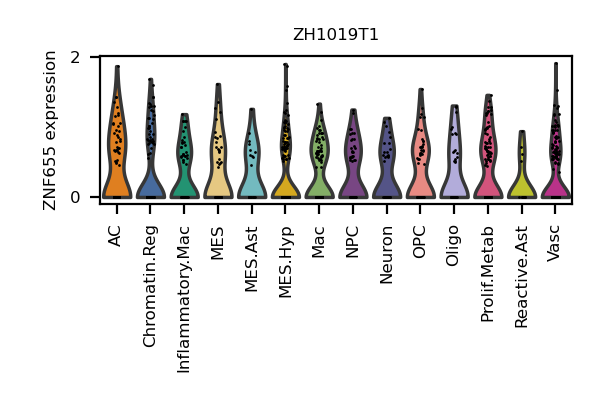 ZH1019T1
ZNF655 expression
2
0
AC
Chromatin.Reg
Inflammatory.Mac
MES
MES.Ast
MES.Hyp
Mac
NPC
Neuron
OPC
Oligo
Prolif.Metab
Reactive.Ast
Vasc